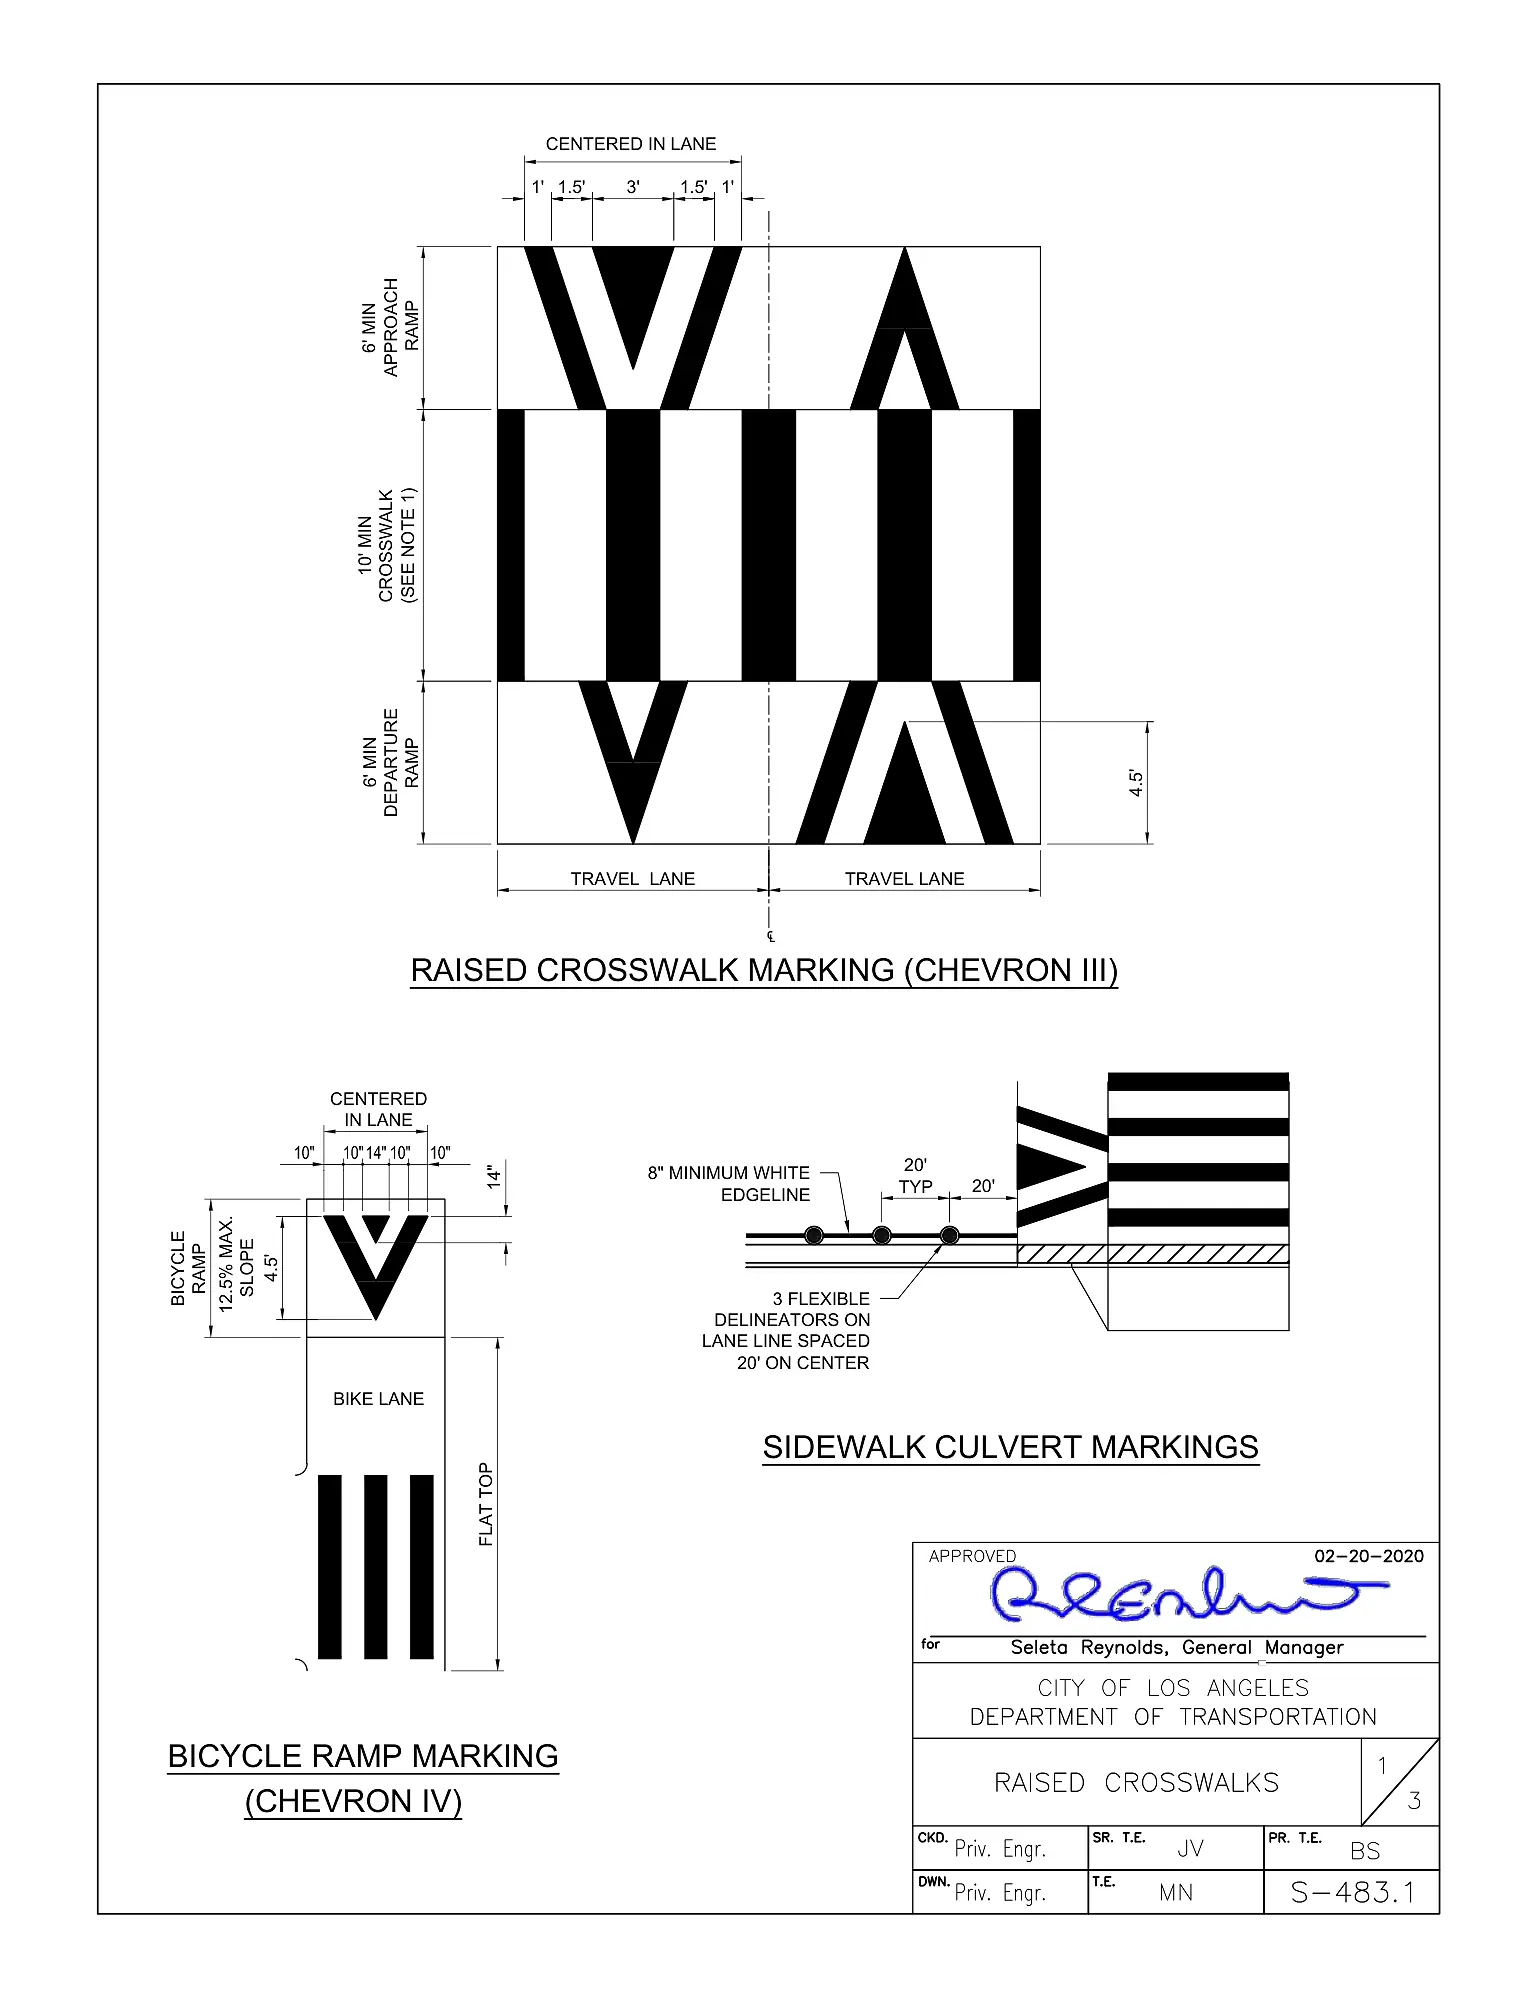 CENTERED IN LANE
1' 1.5' 3' 1.5' 1'
6' MIN
APPROACH
RAMP
10' MIN
CROSSWALK
(SEE NOTE 1)
6' MIN
DEPARTURE
RAMP
4.5'
TRAVEL LANE
TRAVEL LANE
℄
RAISED CROSSWALK MARKING (CHEVRON III)
CENTERED
IN LANE
10" 10" 14" 10" 10"
14"
BICYCLE
RAMP
12.5% MAX.
SLOPE
4.5'
BIKE LANE
FLAT TOP
BICYCLE RAMP MARKING
(CHEVRON IV)
8" MINIMUM WHITE
EDGELINE
20'
TYP
20'
3 FLEXIBLE
DELINEATORS ON
LANE LINE SPACED
20' ON CENTER
SIDEWALK CULVERT MARKINGS
APPROVED 02-20-2020
for Seleta Reynolds, General Manager
CITY OF LOS ANGELES
DEPARTMENT OF TRANSPORTATION
RAISED CROSSWALKS 1/3
CKD. Priv. Engr. SR. T.E. JV PR. T.E. BS
DWN. Priv. Engr. T.E. MN S-483.1